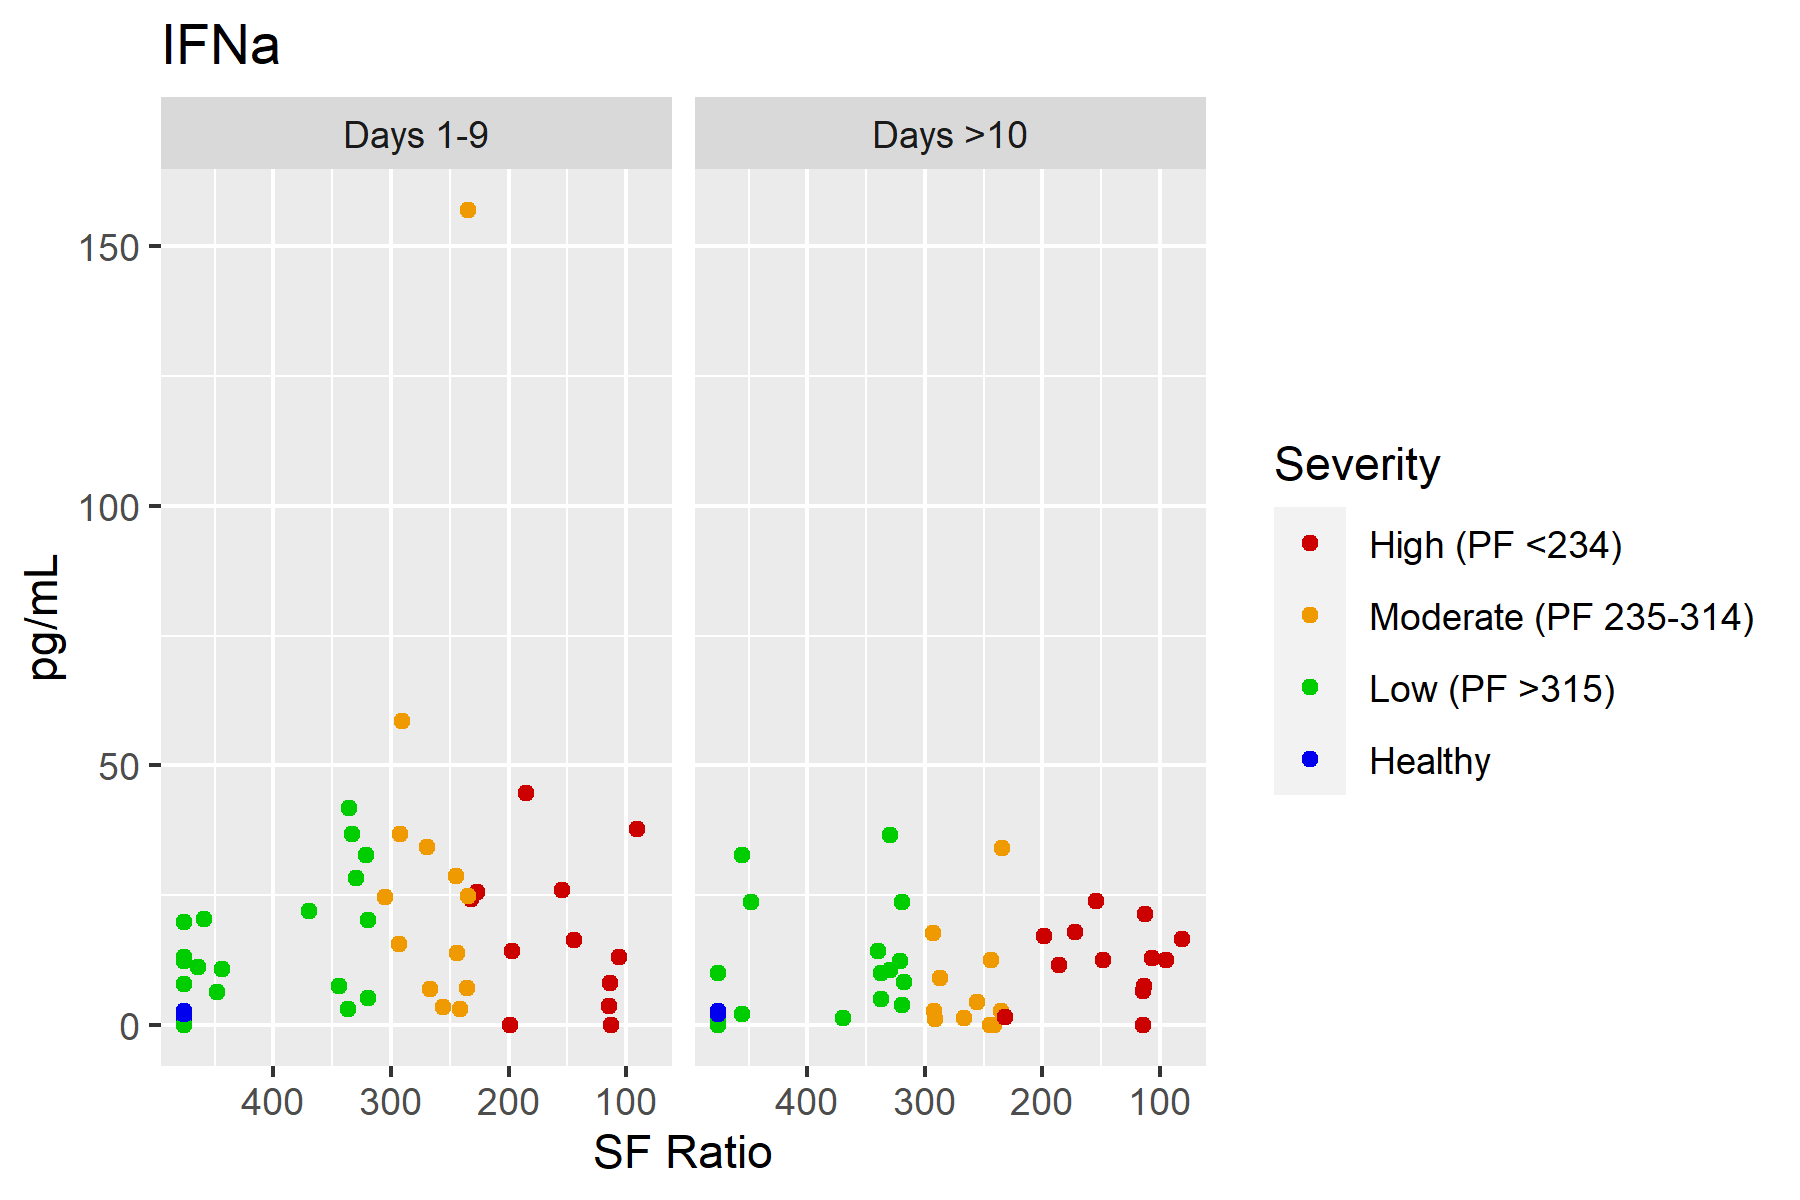 IFNa
Days 1-9
Days >10
150
100
50
0
pg/mL
400 300 200 100
400 300 200 100
SF Ratio
Severity
High (PF <234)
Moderate (PF 235-314)
Low (PF >315)
Healthy